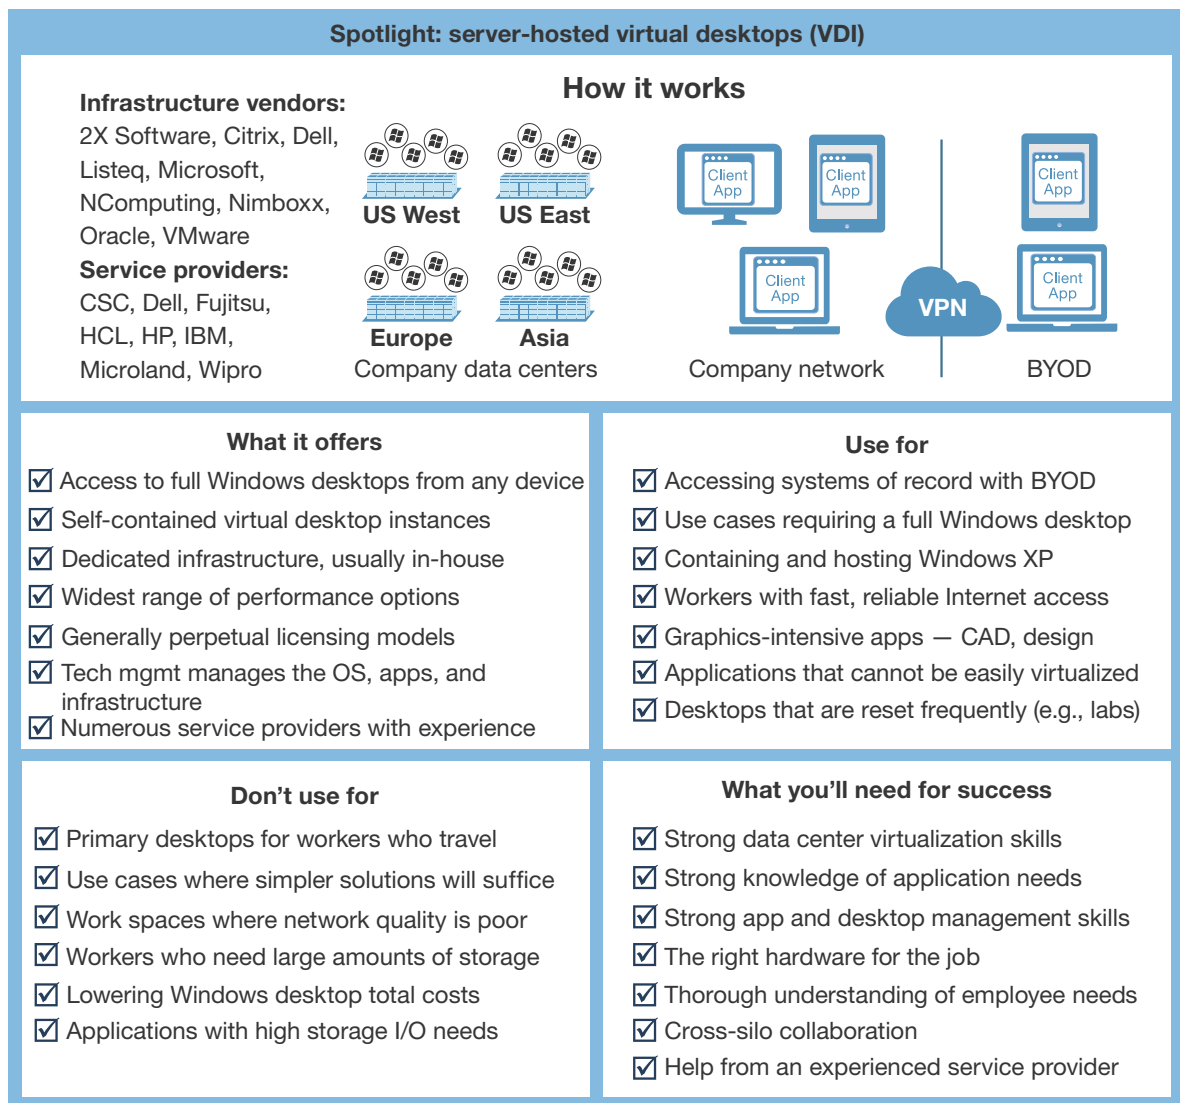 Spotlight: server-hosted virtual desktops (VDI)
How it works
Infrastructure vendors:
2X Software, Citrix, Dell,
Listeq, Microsoft,
NComputing, Nimboxx,
Oracle, VMware
Service providers:
CSC, Dell, Fujitsu,
HCL, HP, IBM,
Microland, Wipro
US West
US East
Europe
Asia
Company data centers
Client
App
Client
App
Client
App
Company network
VPN
Client
App
Client
App
BYOD
What it offers
Access to full Windows desktops from any device
Self-contained virtual desktop instances
Dedicated infrastructure, usually in-house
Widest range of performance options
Generally perpetual licensing models
Tech mgmt manages the OS, apps, and
infrastructure
Numerous service providers with experience
Use for
Accessing systems of record with BYOD
Use cases requiring a full Windows desktop
Containing and hosting Windows XP
Workers with fast, reliable Internet access
Graphics-intensive apps — CAD, design
Applications that cannot be easily virtualized
Desktops that are reset frequently (e.g., labs)
Don’t use for
Primary desktops for workers who travel
Use cases where simpler solutions will suffice
Work spaces where network quality is poor
Workers who need large amounts of storage
Lowering Windows desktop total costs
Applications with high storage I/O needs
What you’ll need for success
Strong data center virtualization skills
Strong knowledge of application needs
Strong app and desktop management skills
The right hardware for the job
Thorough understanding of employee needs
Cross-silo collaboration
Help from an experienced service provider